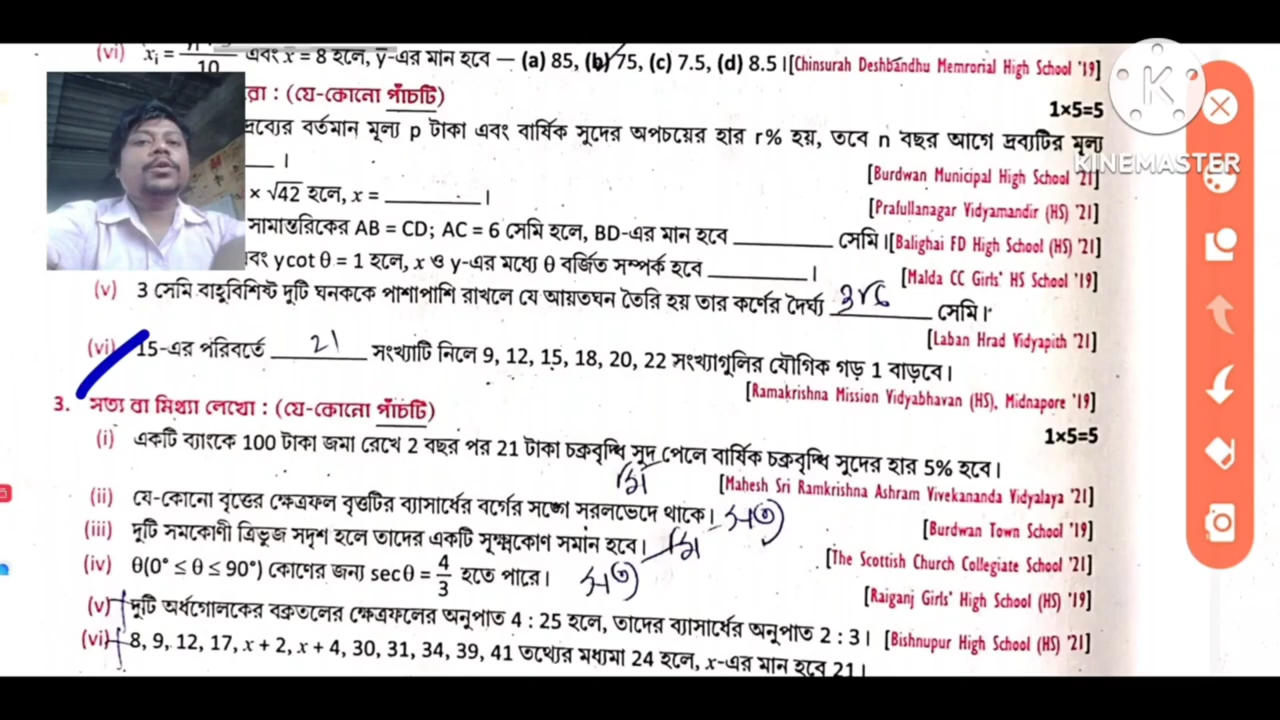 (vi) xᵢ = 10 এবং x̄ = 8 হলে, ȳ-এর মান হবে — (a) 85, (b) 75, (c) 7.5, (d) 8.5 । [Chinsurah Deshbandhu Memrorial High School '19]
K
KINEMASTER
: (যে-কোনো পাঁচটি) 1×5=5
দ্রব্যের বর্তমান মূল্য p টাকা এবং বার্ষিক সুদের অপচয়ের হার r% হয়, তবে n বছর আগে দ্রব্যটির মূল্য
____ । [Burdwan Municipal High School '21]
× √42 হলে, x = ________ । [Prafullanagar Vidyamandir (HS) '21]
সামান্তরিকের AB = CD; AC = 6 সেমি হলে, BD-এর মান হবে ________ সেমি । [Balighai FD High School (HS) '21]
ycot θ = 1 হলে, x ও y-এর মধ্যে θ বর্জিত সম্পর্ক হবে ________ । [Malda CC Girls' HS School '19]
(v) 3 সেমি বাহুবিশিষ্ট দুটি ঘনককে পাশাপাশি রাখলে যে আয়তঘন তৈরি হয় তার কর্ণের দৈর্ঘ্য 3√6 সেমি।
[Laban Hrad Vidyapith '21]
(vi) 15-এর পরিবর্তে 21 সংখ্যাটি নিলে 9, 12, 15, 18, 20, 22 সংখ্যাগুলির যৌগিক গড় 1 বাড়বে।
[Ramakrishna Mission Vidyabhavan (HS), Midnapore '19]
3. সত্য বা মিথ্যা লেখো : (যে-কোনো পাঁচটি) 1×5=5
(i) একটি ব্যাংকে 100 টাকা জমা রেখে 2 বছর পর 21 টাকা চক্রবৃদ্ধি সুদ পেলে বার্ষিক চক্রবৃদ্ধি সুদের হার 5% হবে।
মি [Mahesh Sri Ramkrishna Ashram Vivekananda Vidyalaya '21]
(ii) যে-কোনো বৃত্তের ক্ষেত্রফল বৃত্তটির ব্যাসার্ধের বর্গের সঙ্গে সরলভেদে থাকে। সত্য [Burdwan Town School '19]
(iii) দুটি সমকোণী ত্রিভুজ সদৃশ হলে তাদের একটি সূক্ষ্মকোণ সমান হবে। মি [The Scottish Church Collegiate School '21]
(iv) θ(0° ≤ θ ≤ 90°) কোণের জন্য sec θ = 4/3 হতে পারে। সত্য [Raiganj Girls' High School (HS) '19]
(v) দুটি অর্ধগোলকের বক্রতলের ক্ষেত্রফলের অনুপাত 4 : 25 হলে, তাদের ব্যাসার্ধের অনুপাত 2 : 3। [Bishnupur High School (HS) '21]
(vi) 8, 9, 12, 17, x + 2, x + 4, 30, 31, 34, 39, 41 তথ্যের মধ্যমা 24 হলে, x-এর মান হবে 21।